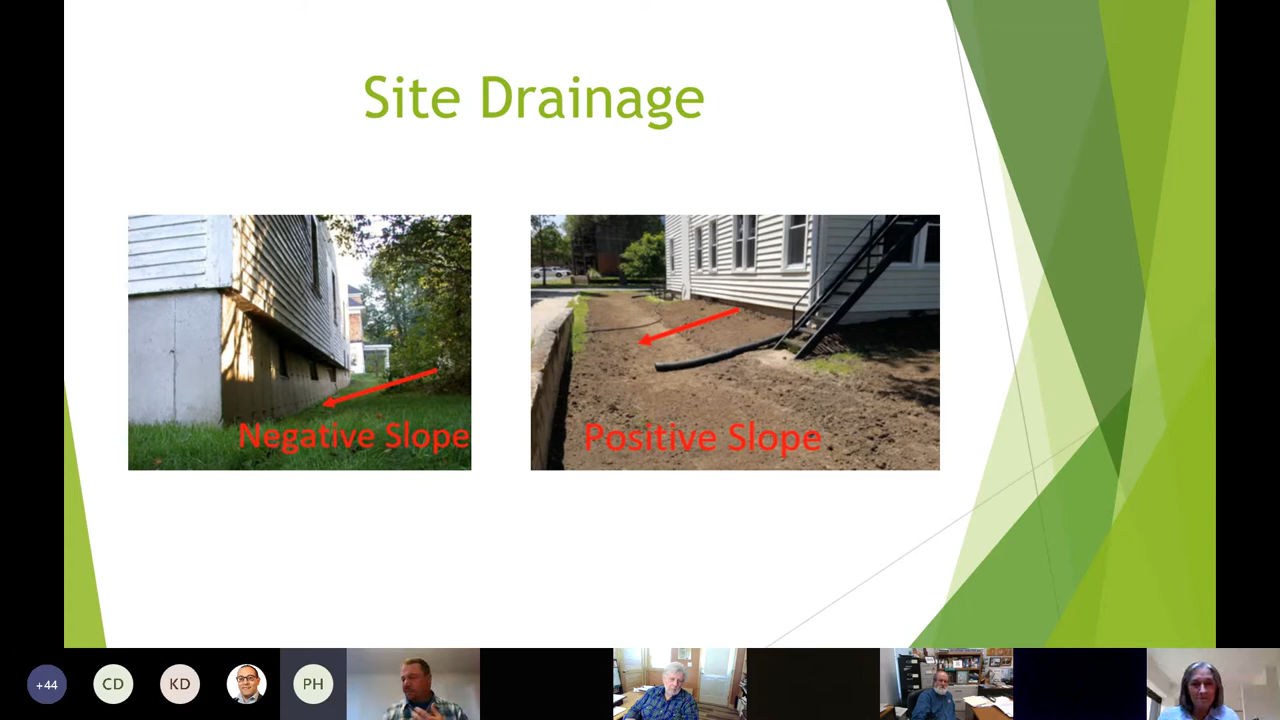 Site Drainage
Negative Slope
Positive Slope
+44
CD
KD
PH